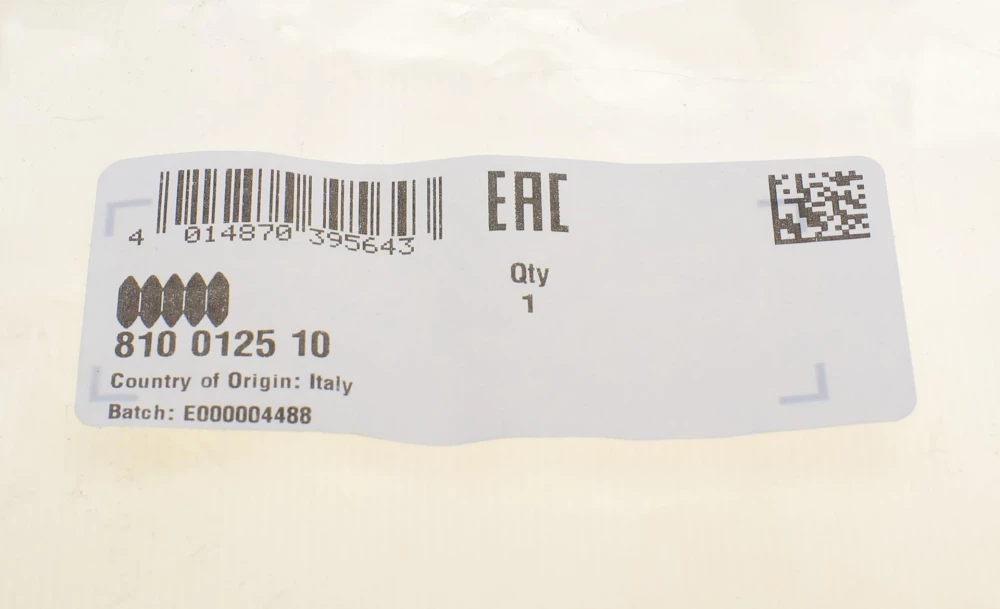 4 014870 395643
EAC
Qty
1
810 0125 10
Country of Origin: Italy
Batch: E000004488